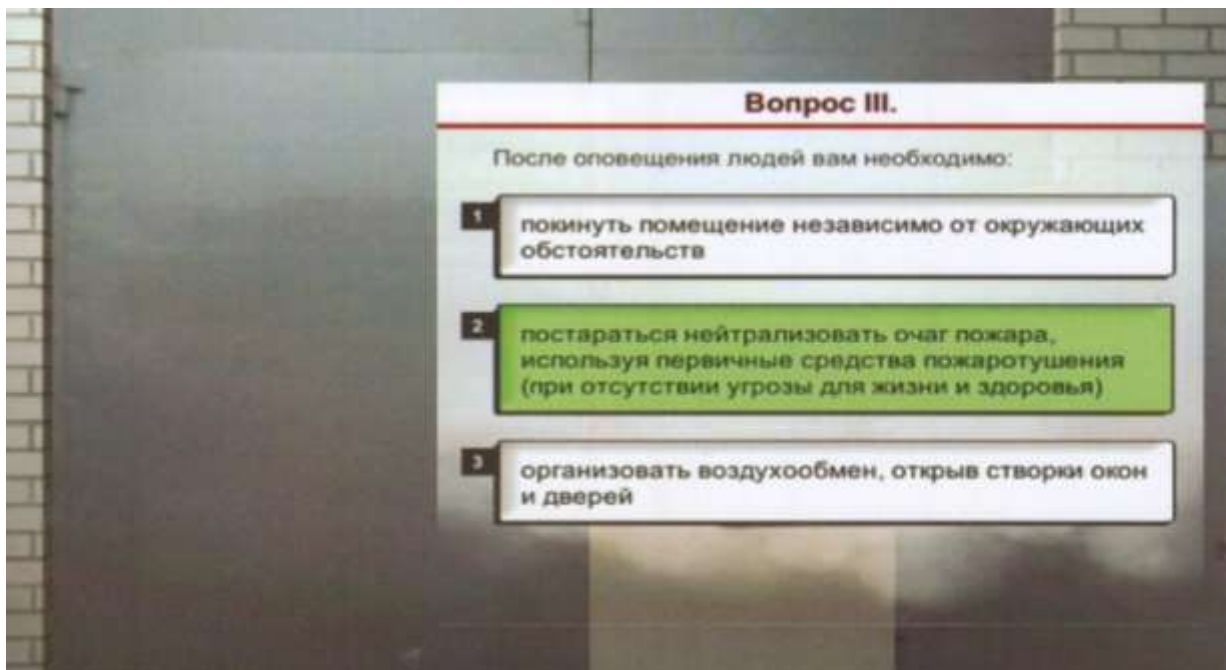 Вопрос III.
После оповещения людей вам необходимо:
1
покинуть помещение независимо от окружающих
обстоятельств
2
постараться нейтрализовать очаг пожара,
используя первичные средства пожаротушения
(при отсутствии угрозы для жизни и здоровья)
3
организовать воздухообмен, открыв створки окон
и дверей